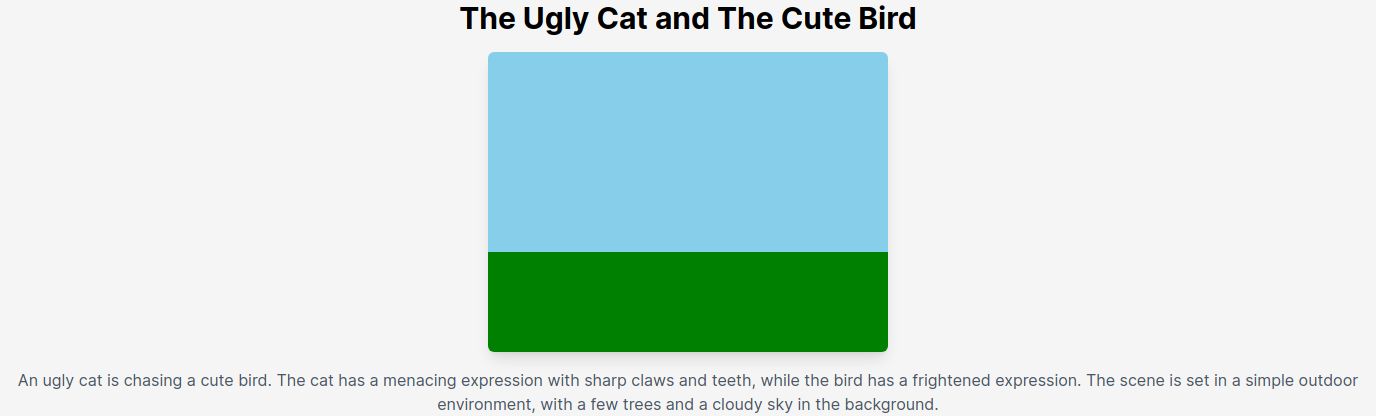 The Ugly Cat and The Cute Bird
An ugly cat is chasing a cute bird. The cat has a menacing expression with sharp claws and teeth, while the bird has a frightened expression. The scene is set in a simple outdoor
environment, with a few trees and a cloudy sky in the background.